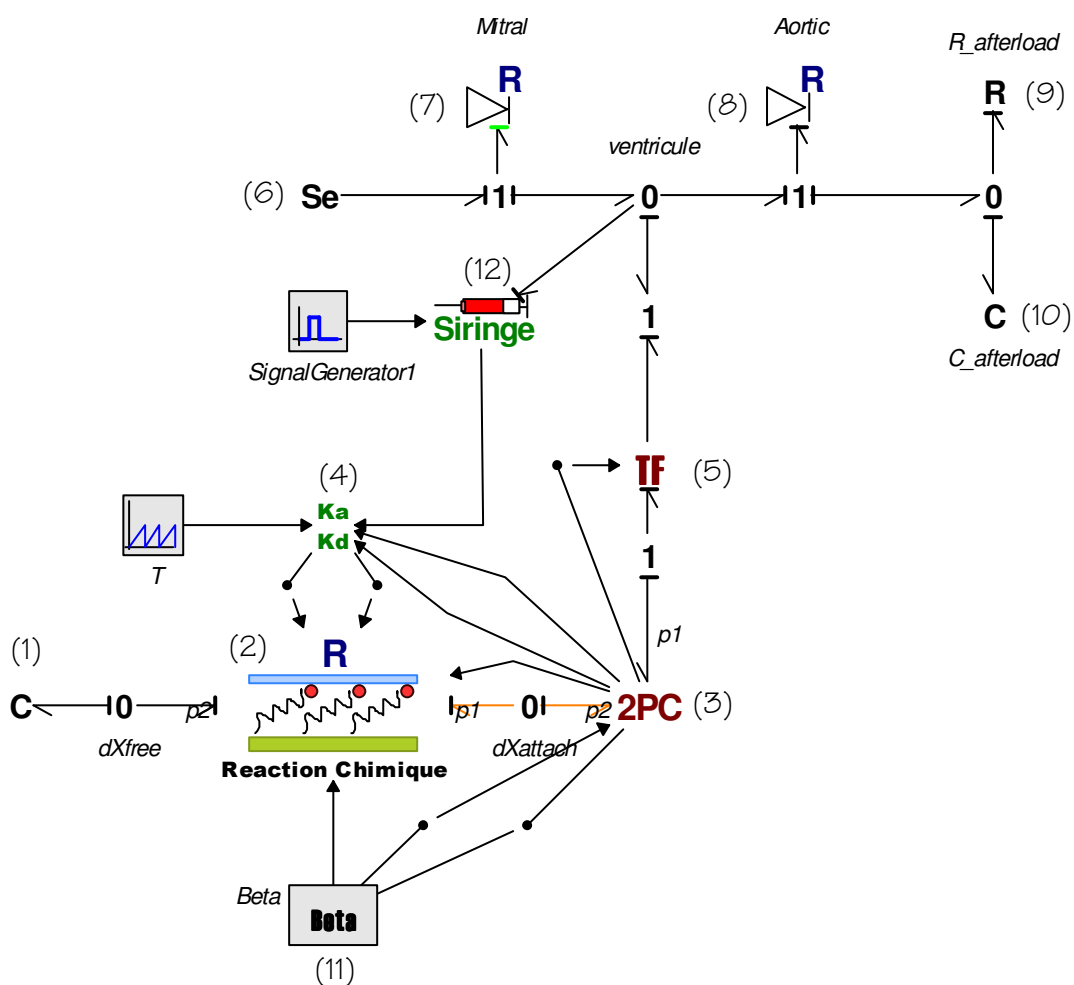 Mitral
Aortic
R_afterload
R
(7)
R
(8)
R
(9)
ventricule
(6)
Se
1
0
1
0
(12)
Siringe
SignalGenerator1
1
C
(10)
C_afterload
TF
(5)
(4)
Ka
Kd
T
1
p1
(1)
(2)
R
C
0
p2
p1
0
p2
2PC
(3)
dXfree
dXattach
Reaction Chimique
Beta
Beta
(11)